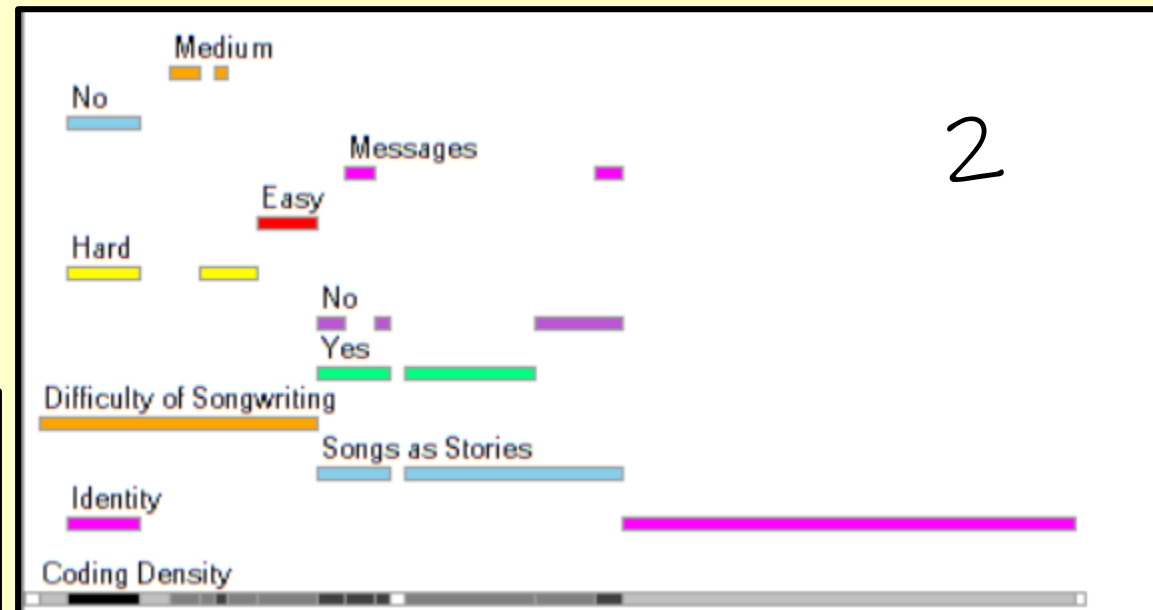 Medium
No
Messages
2
Easy
Hard
No
Yes
Difficulty of Songwriting
Songs as Stories
Identity
Coding Density